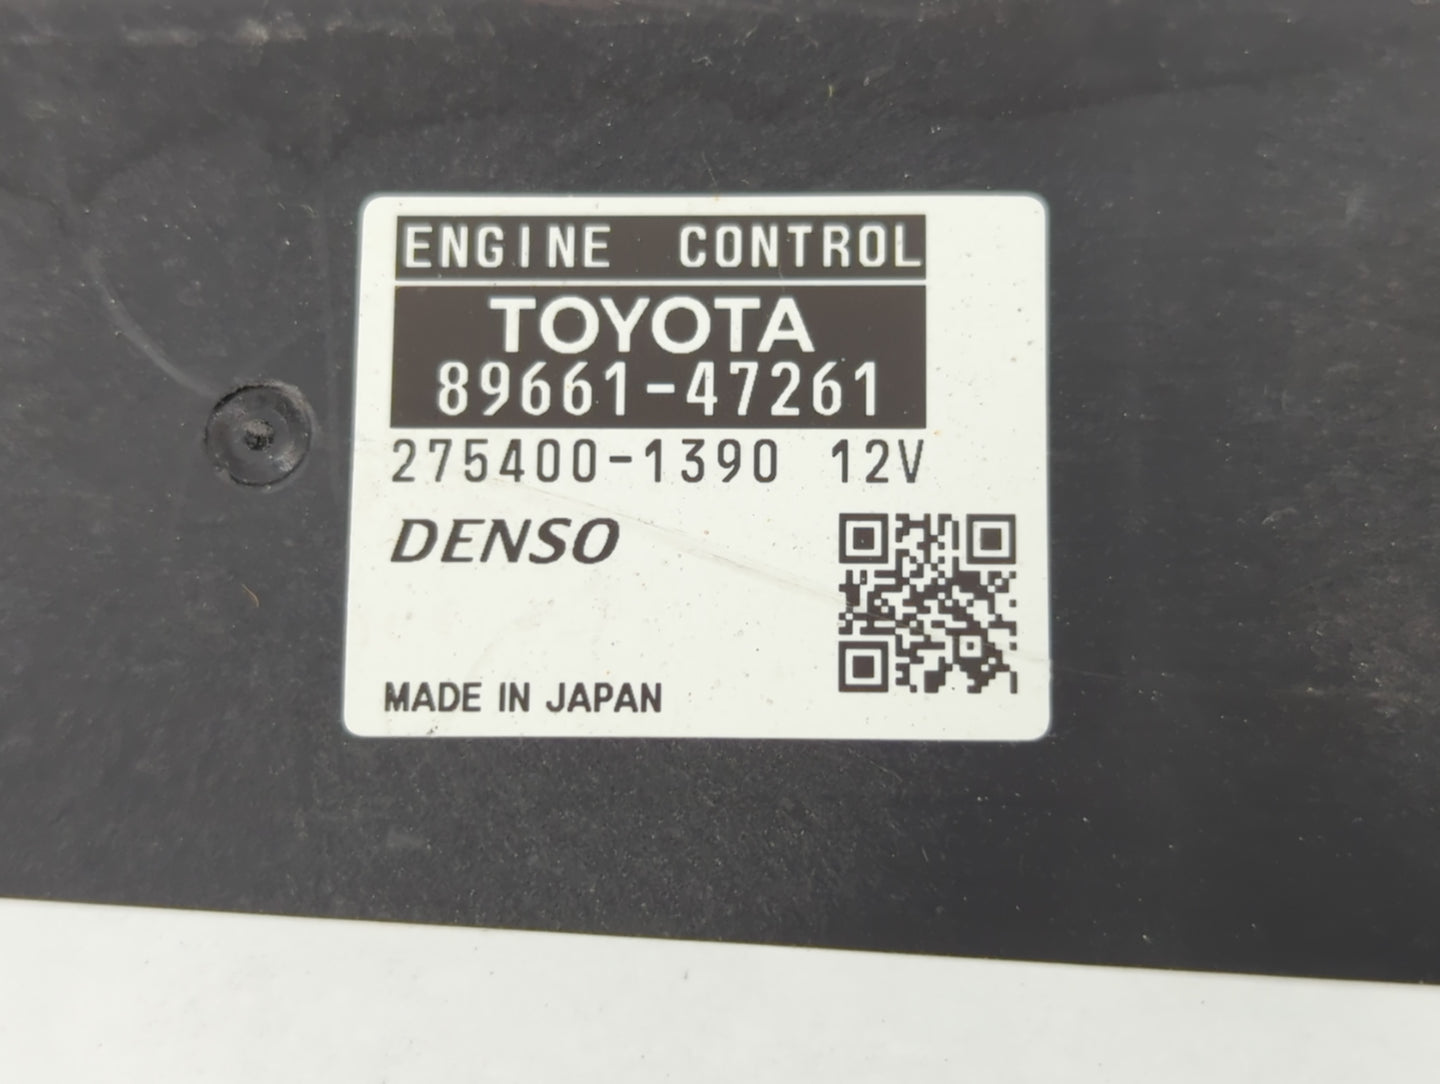 ENGINE CONTROL
TOYOTA
89661-47261
275400-1390 12V
DENSO
MADE IN JAPAN